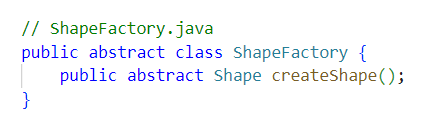 // ShapeFactory.java
public abstract class ShapeFactory {
    public abstract Shape createShape();
}